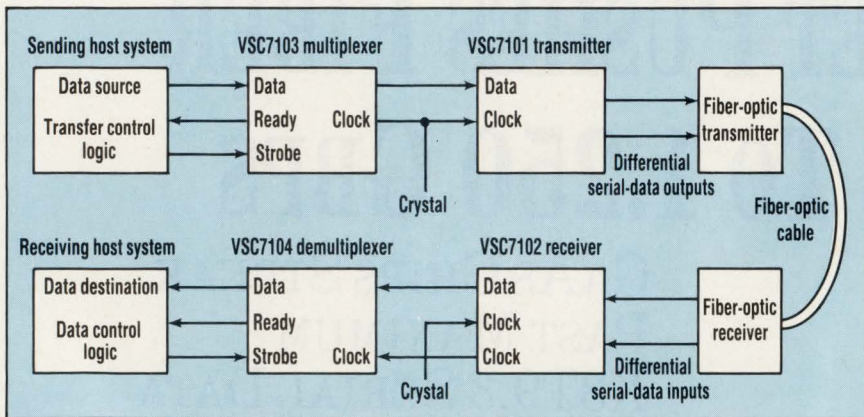 Sending host system
VSC7103 multiplexer
VSC7101 transmitter
Data source
Transfer control
logic
Data
Ready
Clock
Strobe
Data
Clock
Fiber-optic
transmitter
Crystal
Differential
serial-data outputs
Fiber-optic
cable
Receiving host system
VSC7104 demultiplexer
VSC7102 receiver
Data destination
Data control
logic
Data
Ready
Strobe
Clock
Data
Clock
Clock
Fiber-optic
receiver
Crystal
Differential
serial-data inputs